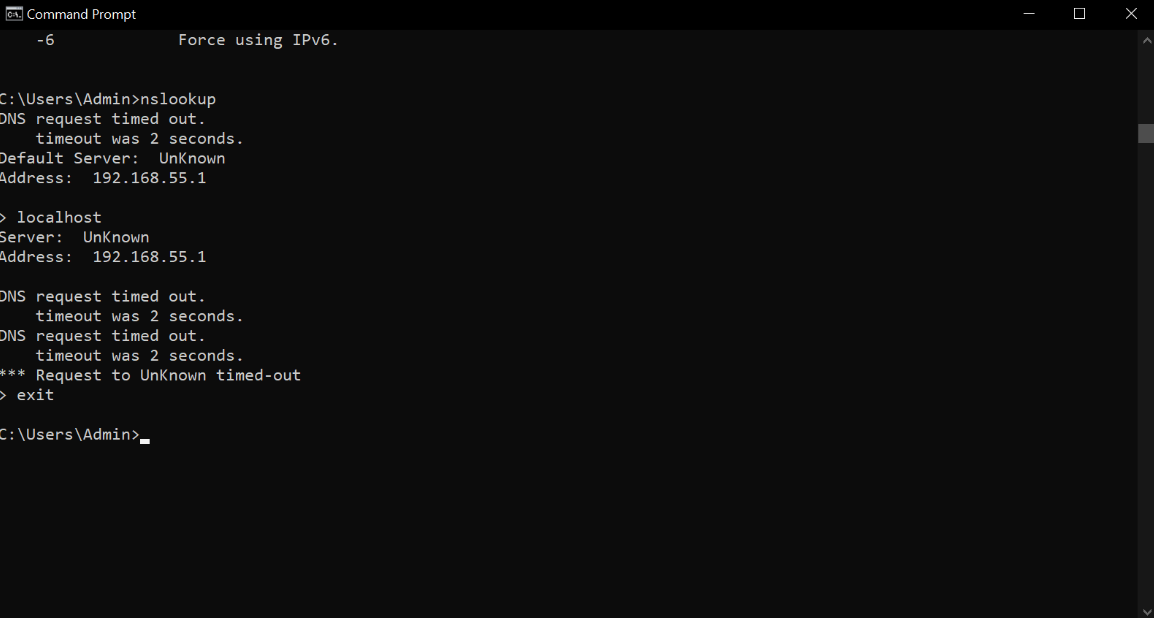 Command Prompt
-6 Force using IPv6.
C:\Users\Admin>nslookup
DNS request timed out.
timeout was 2 seconds.
Default Server: UnKnown
Address: 192.168.55.1
> localhost
Server: UnKnown
Address: 192.168.55.1
DNS request timed out.
timeout was 2 seconds.
DNS request timed out.
timeout was 2 seconds.
*** Request to UnKnown timed-out
> exit
C:\Users\Admin>